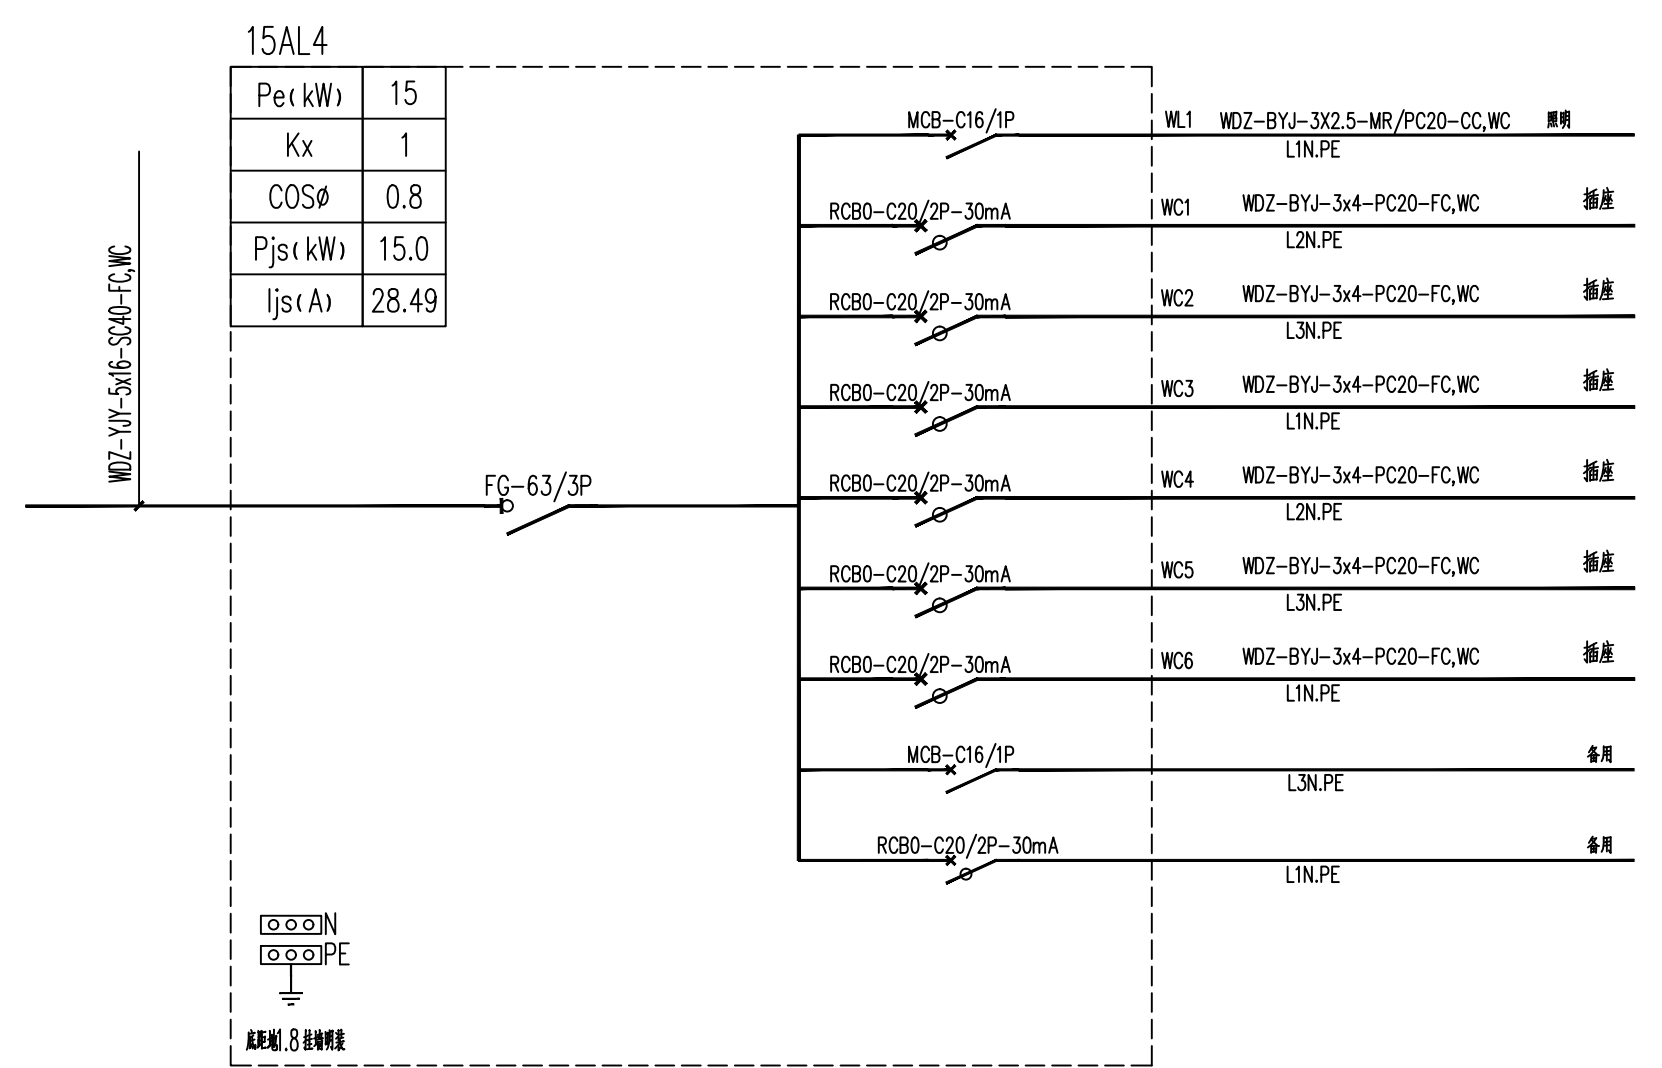 15AL4
Pe(kW) 15
Kx 1
COSø 0.8
Pjs(kW) 15.0
Ijs(A) 28.49
WDZ-YJY-5x16-SC40-FC,WC
FG-63/3P
MCB-C16/1P WL1 WDZ-BYJ-3X2.5-MR/PC20-CC,WC 照明
L1N.PE
RCBO-C20/2P-30mA WC1 WDZ-BYJ-3x4-PC20-FC,WC 插座
L2N.PE
RCBO-C20/2P-30mA WC2 WDZ-BYJ-3x4-PC20-FC,WC 插座
L3N.PE
RCBO-C20/2P-30mA WC3 WDZ-BYJ-3x4-PC20-FC,WC 插座
L1N.PE
RCBO-C20/2P-30mA WC4 WDZ-BYJ-3x4-PC20-FC,WC 插座
L2N.PE
RCBO-C20/2P-30mA WC5 WDZ-BYJ-3x4-PC20-FC,WC 插座
L3N.PE
RCBO-C20/2P-30mA WC6 WDZ-BYJ-3x4-PC20-FC,WC 插座
L1N.PE
MCB-C16/1P 备用
L3N.PE
RCBO-C20/2P-30mA 备用
L1N.PE
N
PE
底距地1.8挂墙明装